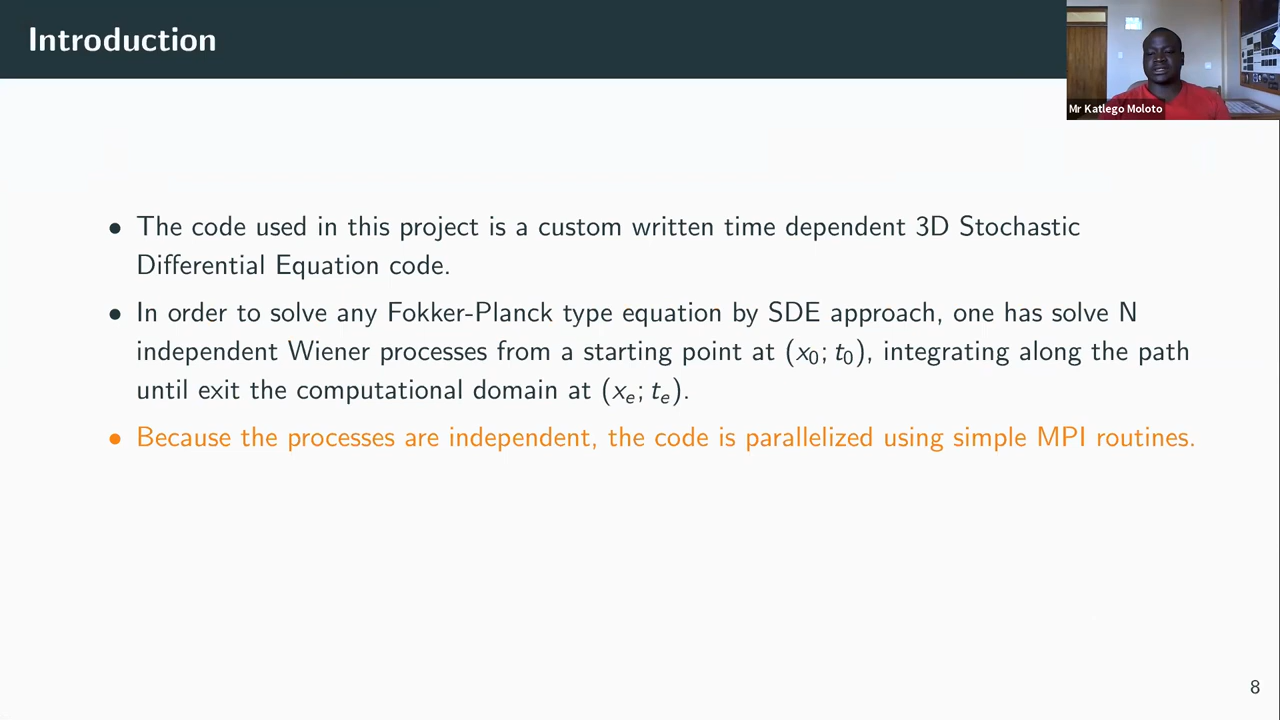 Introduction
Mr Katlego Moloto
• The code used in this project is a custom written time dependent 3D Stochastic
Differential Equation code.
• In order to solve any Fokker-Planck type equation by SDE approach, one has solve N
independent Wiener processes from a starting point at (x₀; t₀), integrating along the path
until exit the computational domain at (xₑ; tₑ).
• Because the processes are independent, the code is parallelized using simple MPI routines.
8